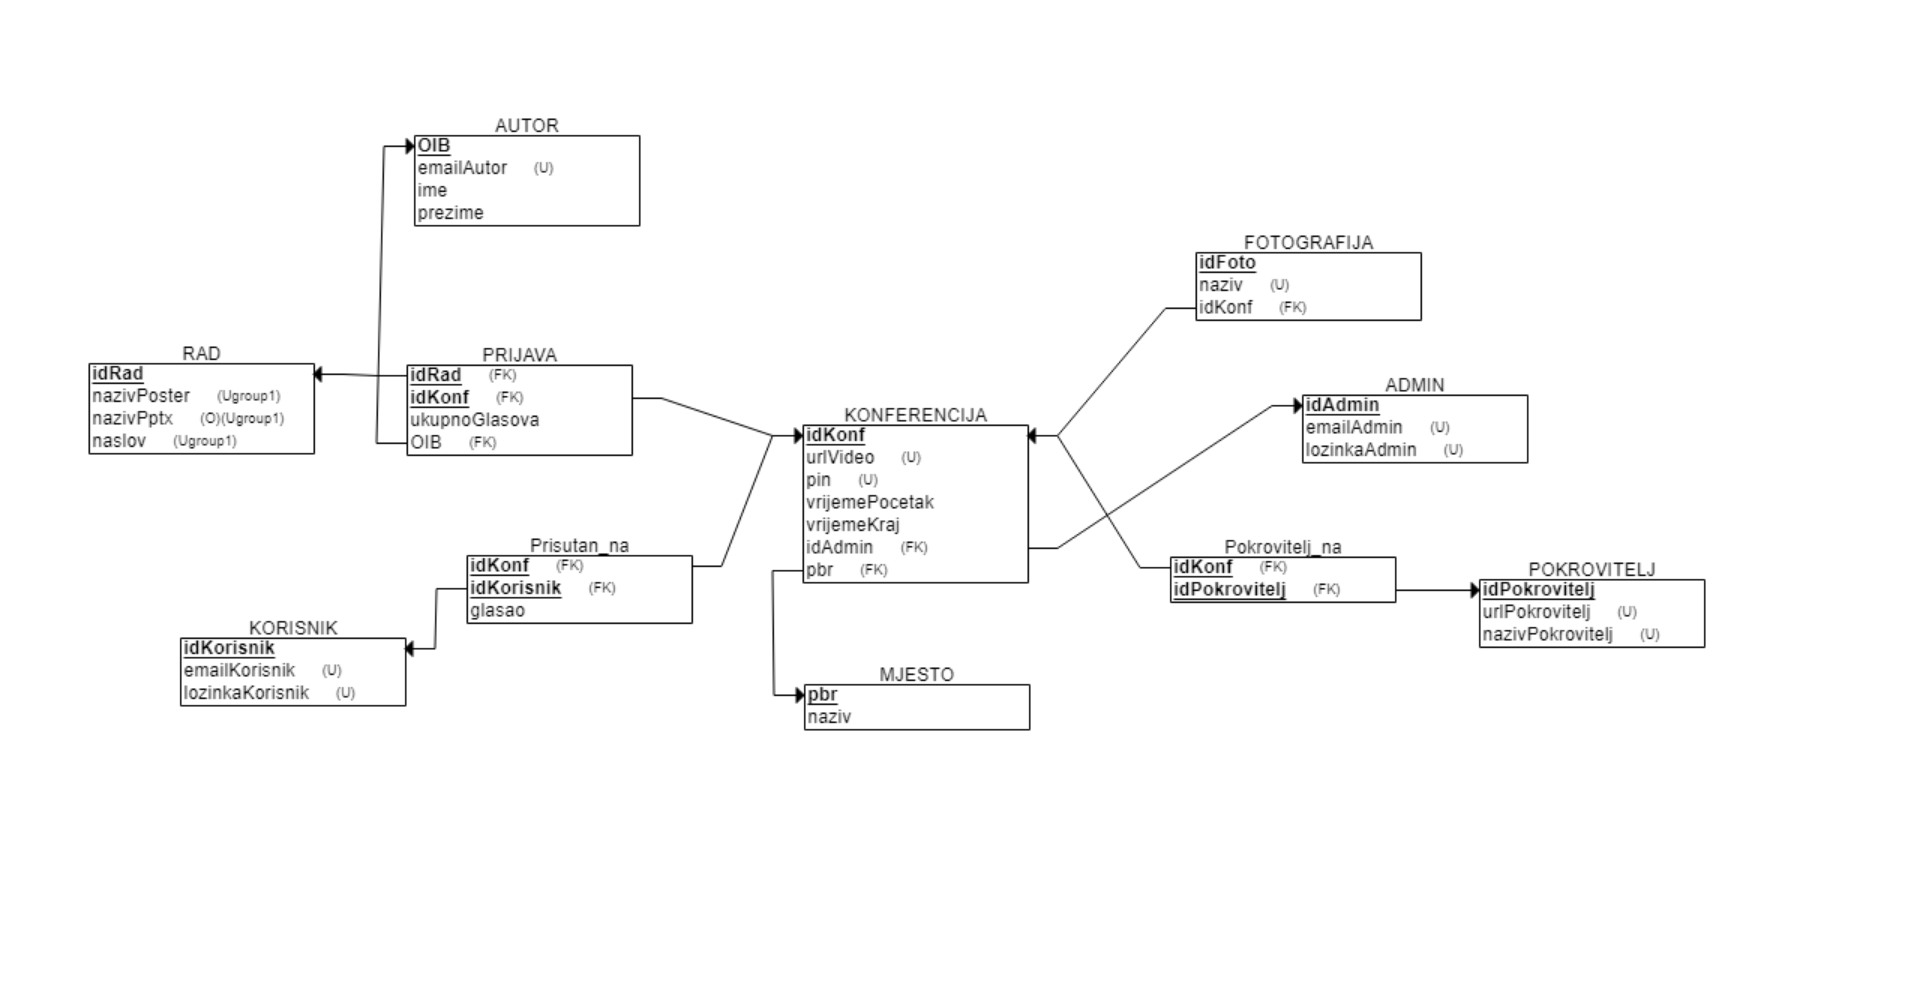 AUTOR
OIB
emailAutor (U)
ime
prezime
FOTOGRAFIJA
idFoto
naziv (U)
idKonf (FK)
RAD
idRad
nazivPoster (Ugroup1)
nazivPptx (O)(Ugroup1)
naslov (Ugroup1)
PRIJAVA
idRad (FK)
idKonf (FK)
ukupnoGlasova
OIB (FK)
KONFERENCIJA
idKonf
urlVideo (U)
pin (U)
vrijemePocetak
vrijemeKraj
idAdmin (FK)
pbr (FK)
ADMIN
idAdmin
emailAdmin (U)
lozinkaAdmin (U)
Prisutan_na
idKonf (FK)
idKorisnik (FK)
glasao
Pokrovitelj_na
idKonf (FK)
idPokrovitelj (FK)
POKROVITELJ
idPokrovitelj
urlPokrovitelj (U)
nazivPokrovitelj (U)
KORISNIK
idKorisnik
emailKorisnik (U)
lozinkaKorisnik (U)
MJESTO
pbr
naziv